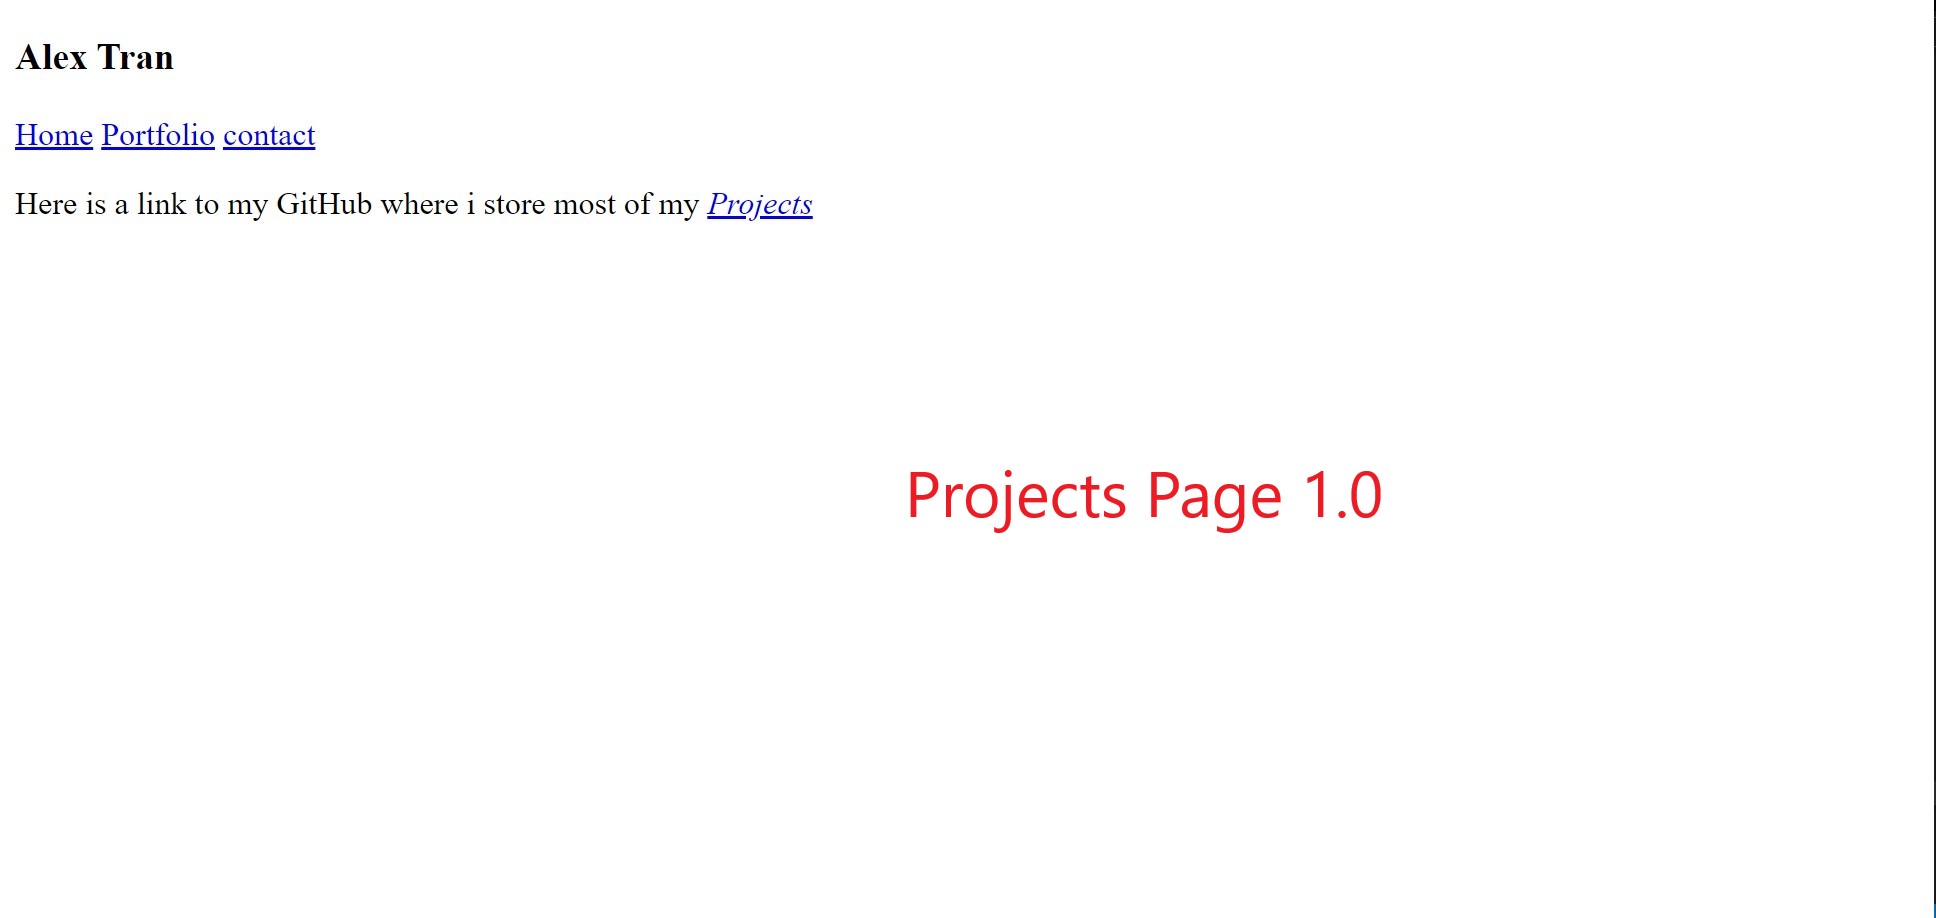 Alex Tran
Home Portfolio contact
Here is a link to my GitHub where i store most of my Projects
Projects Page 1.0